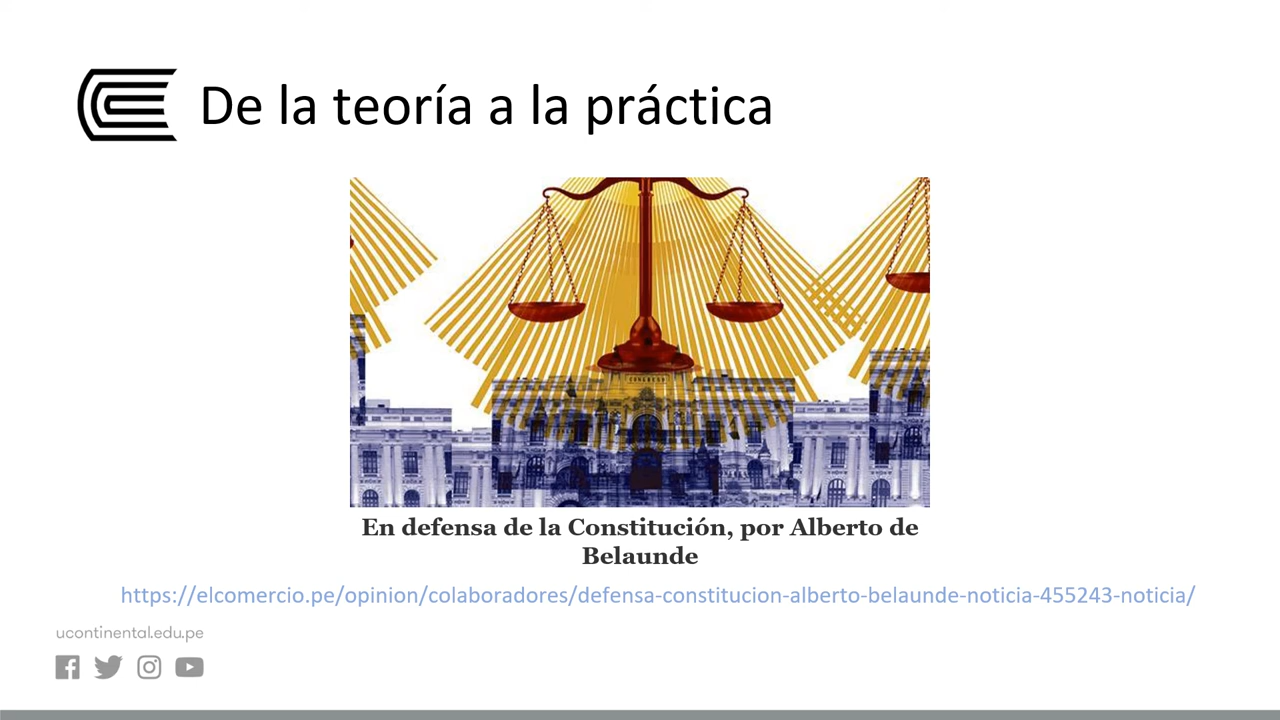 De la teoría a la práctica
CONGRESO
En defensa de la Constitución, por Alberto de
Belaunde
https://elcomercio.pe/opinion/colaboradores/defensa-constitucion-alberto-belaunde-noticia-455243-noticia/
ucontinental.edu.pe